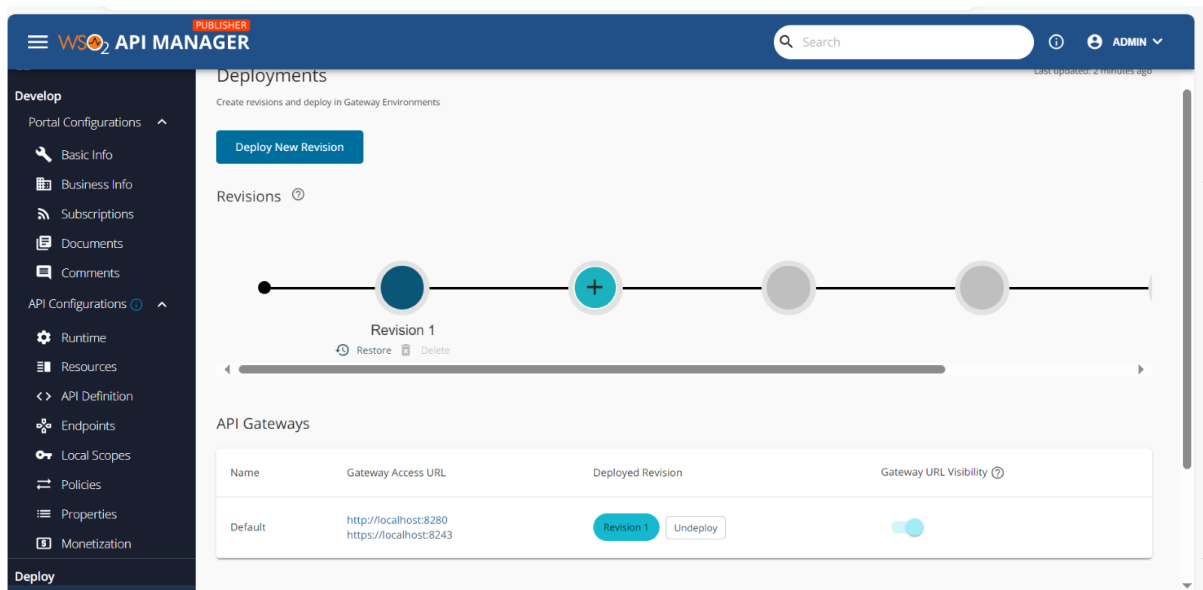 PUBLISHER
WSO2 API MANAGER
Search
ADMIN
Deployments
Last updated: 2 minutes ago
Create revisions and deploy in Gateway Environments
Deploy New Revision
Revisions
Revision 1
Restore Delete
API Gateways
Name Gateway Access URL Deployed Revision Gateway URL Visibility
Default http://localhost:8280 Revision 1 Undeploy
https://localhost:8243
Develop
Portal Configurations
Basic Info
Business Info
Subscriptions
Documents
Comments
API Configurations
Runtime
Resources
API Definition
Endpoints
Local Scopes
Policies
Properties
Monetization
Deploy